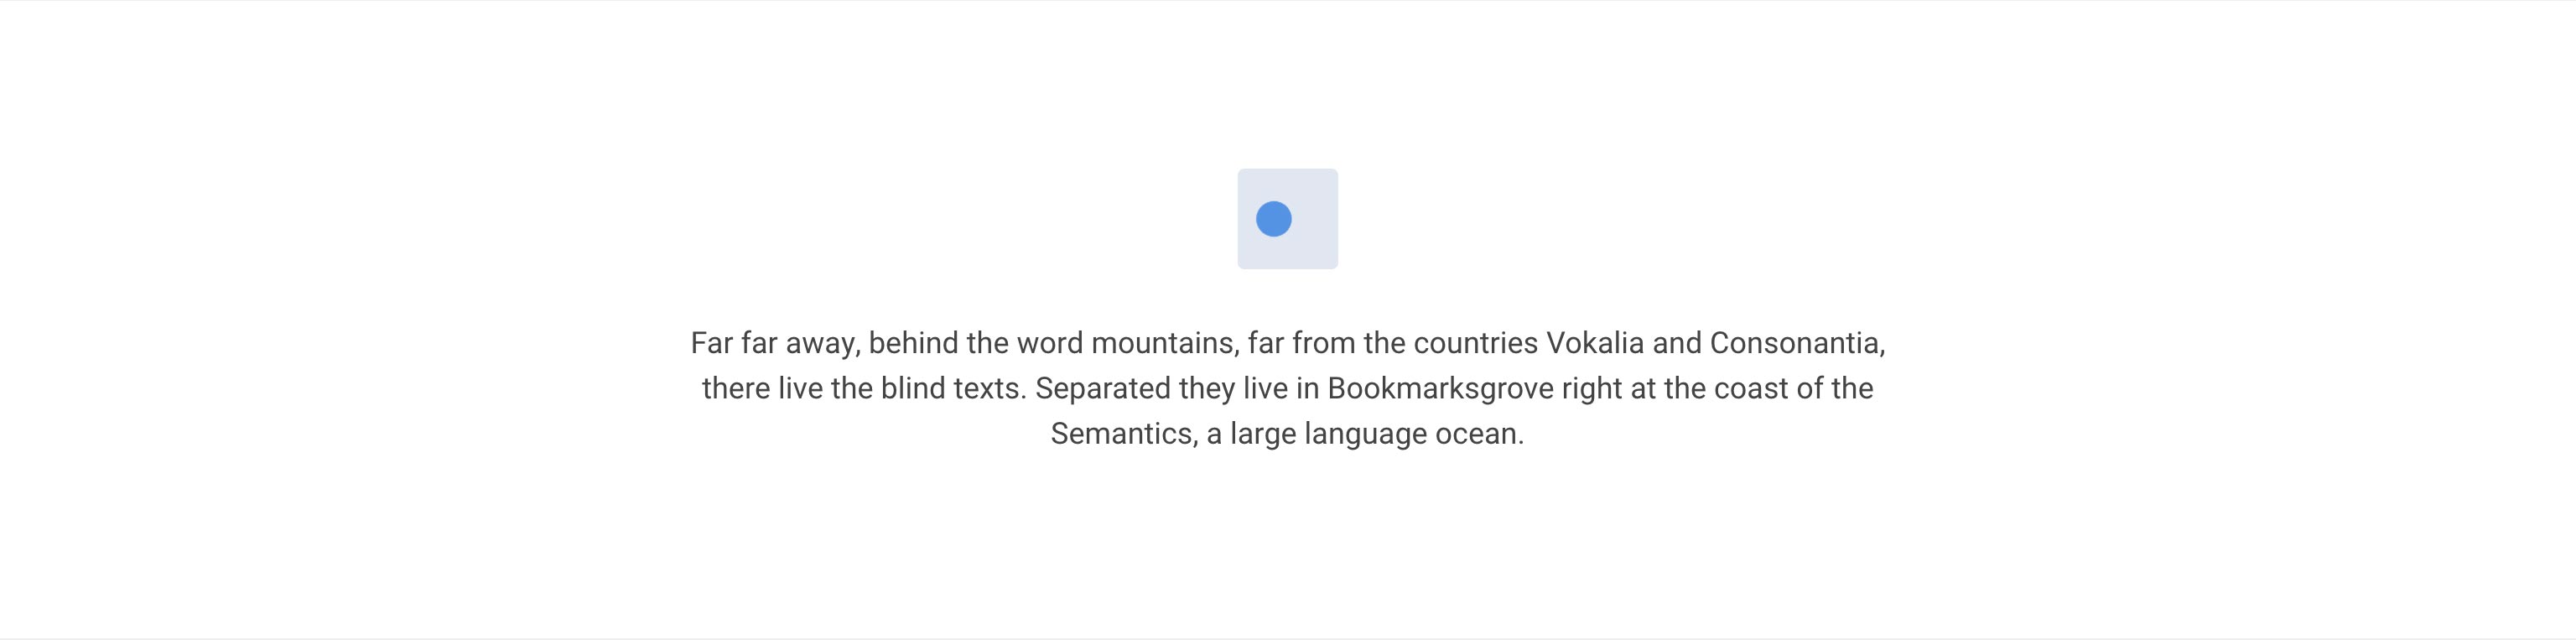 Far far away, behind the word mountains, far from the countries Vokalia and Consonantia,
there live the blind texts. Separated they live in Bookmarksgrove right at the coast of the
Semantics, a large language ocean.